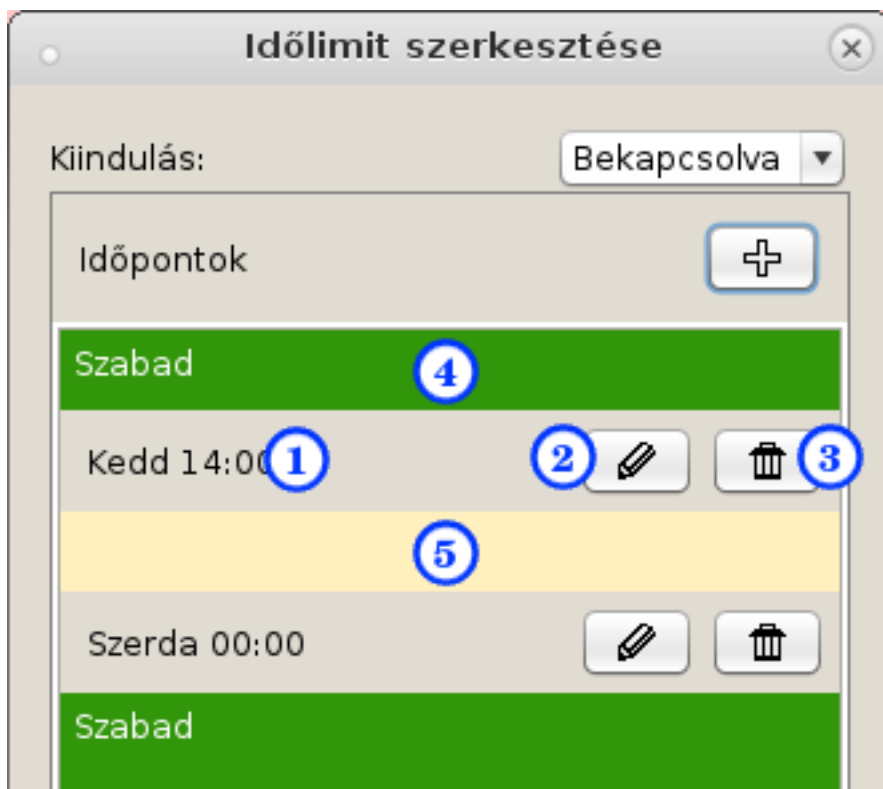 Időlimit szerkesztése
Kiindulás: Bekapcsolva
Időpontok
Szabad
4
Kedd 14:00 1 2 3
5
Szerda 00:00
Szabad